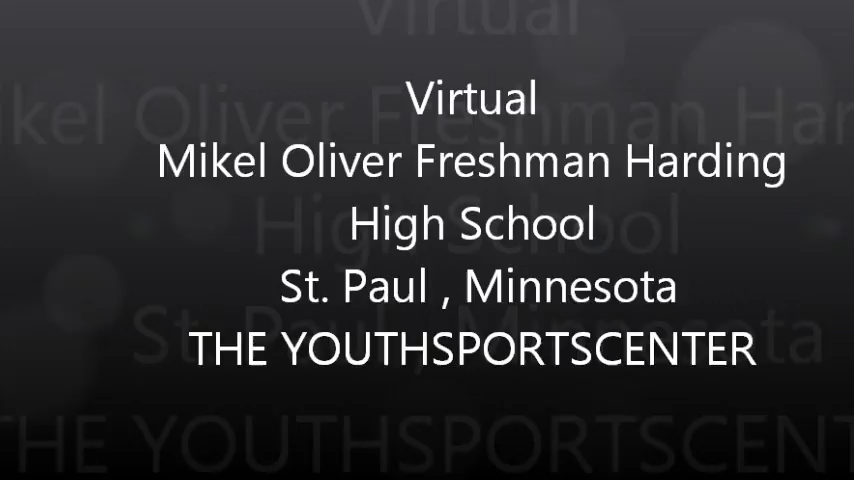 Virtual
Mikel Oliver Freshman Harding
High School
St. Paul , Minnesota
THE YOUTHSPORTSCENTER